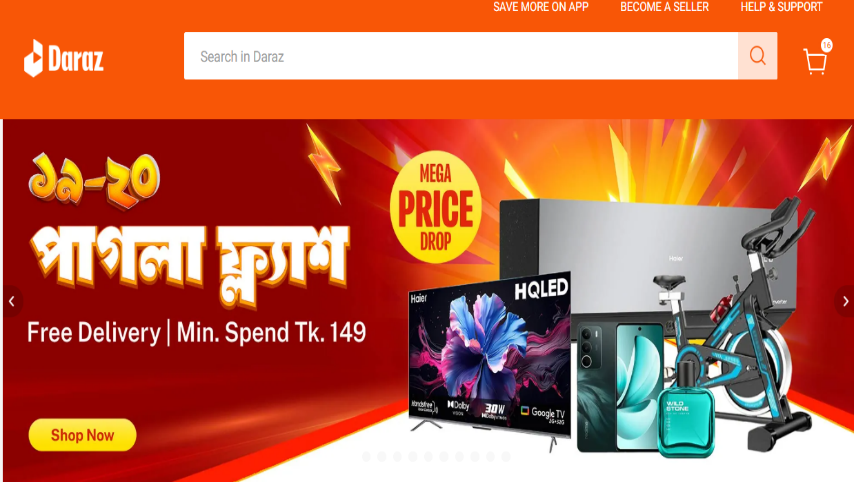 SAVE MORE ON APP BECOME A SELLER HELP & SUPPORT
Daraz
Search in Daraz
16
১৯-২০
পাগলা ফ্ল্যাশ
Free Delivery | Min. Spend Tk. 149
Shop Now
MEGA
PRICE
DROP
Haier
Haier
HQLED
Dolby
30W
Google TV
WILD
STONE